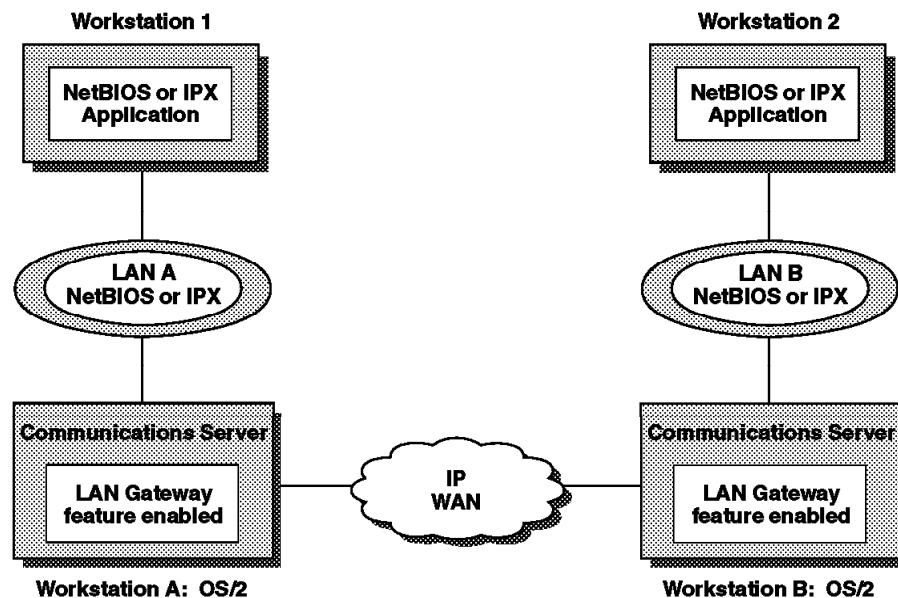 Workstation 1
NetBIOS or IPX
Application
LAN A
NetBIOS or IPX
Communications Server
LAN Gateway
feature enabled
Workstation A: OS/2
IP
WAN
Workstation 2
NetBIOS or IPX
Application
LAN B
NetBIOS or IPX
Communications Server
LAN Gateway
feature enabled
Workstation B: OS/2